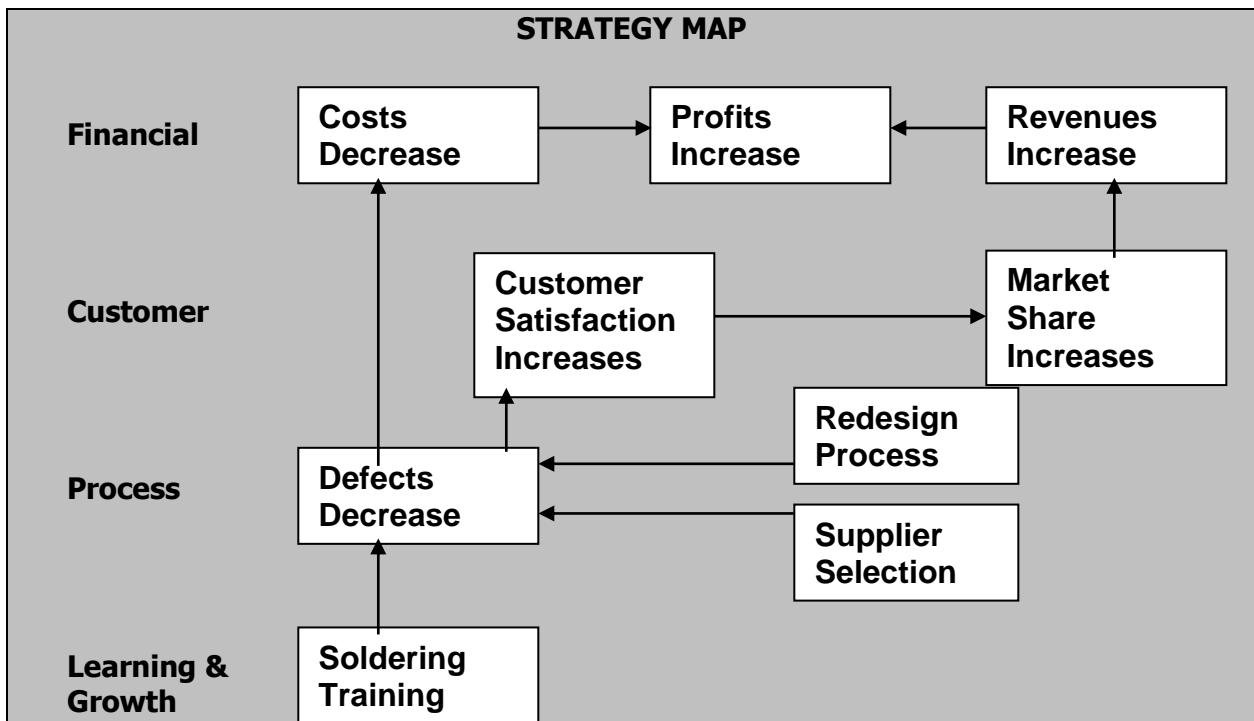 STRATEGY MAP
Financial
Costs
Decrease
Profits
Increase
Revenues
Increase
Customer
Customer
Satisfaction
Increases
Market
Share
Increases
Process
Defects
Decrease
Redesign
Process
Supplier
Selection
Learning &
Growth
Soldering
Training